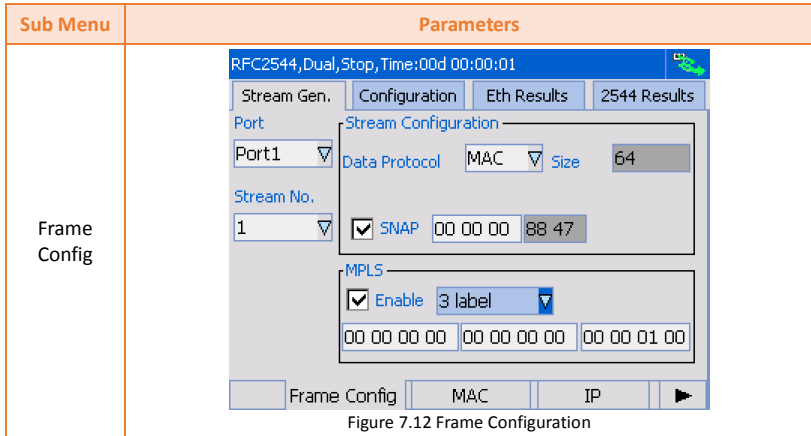 Sub Menu Parameters
RFC2544,Dual,Stop,Time:00d 00:00:01
Stream Gen. Configuration Eth Results 2544 Results
Port Stream Configuration
Port1 Data Protocol MAC Size 64
Stream No.
1 SNAP 00 00 00 88 47
Frame
Config
MPLS
Enable 3 label
00 00 00 00 00 00 00 00 00 00 01 00
Frame Config MAC IP
Figure 7.12 Frame Configuration